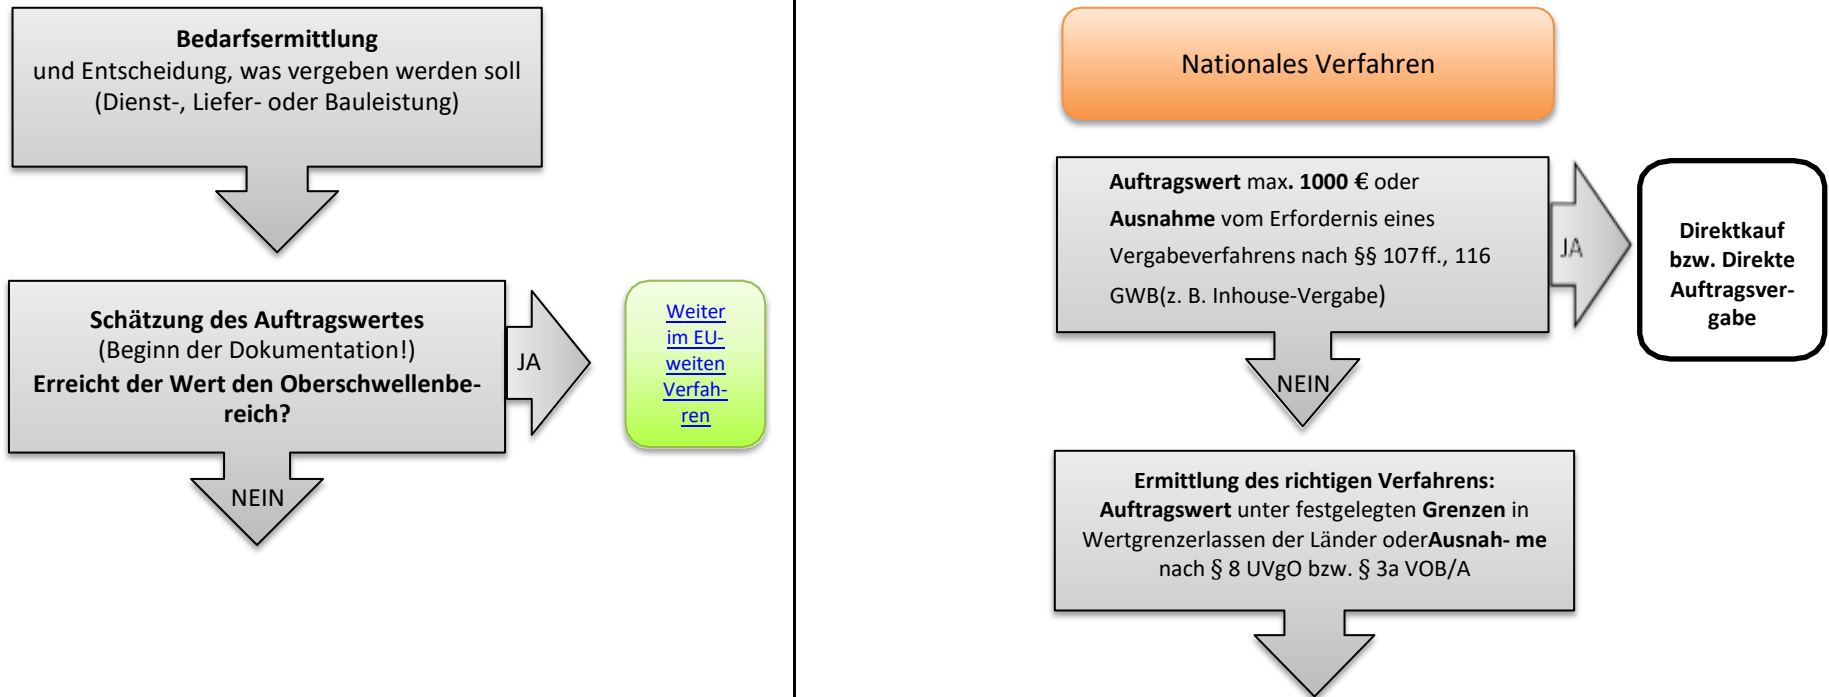 Bedarfsermittlung
und Entscheidung, was vergeben werden soll
(Dienst-, Liefer- oder Bauleistung)
Schätzung des Auftragswertes
(Beginn der Dokumentation!)
Erreicht der Wert den Oberschwellenbe-
reich?
JA
Weiter
im EU-
weiten
Verfah-
ren
NEIN
Nationales Verfahren
Auftragswert max. 1000 € oder
Ausnahme vom Erfordernis eines
Vergabeverfahrens nach §§ 107ff., 116
GWB(z. B. Inhouse-Vergabe)
JA
Direktkauf
bzw. Direkte
Auftragsver-
gabe
NEIN
Ermittlung des richtigen Verfahrens:
Auftragswert unter festgelegten Grenzen in
Wertgrenzerlassen der Länder oderAusnah- me
nach § 8 UVgO bzw. § 3a VOB/A